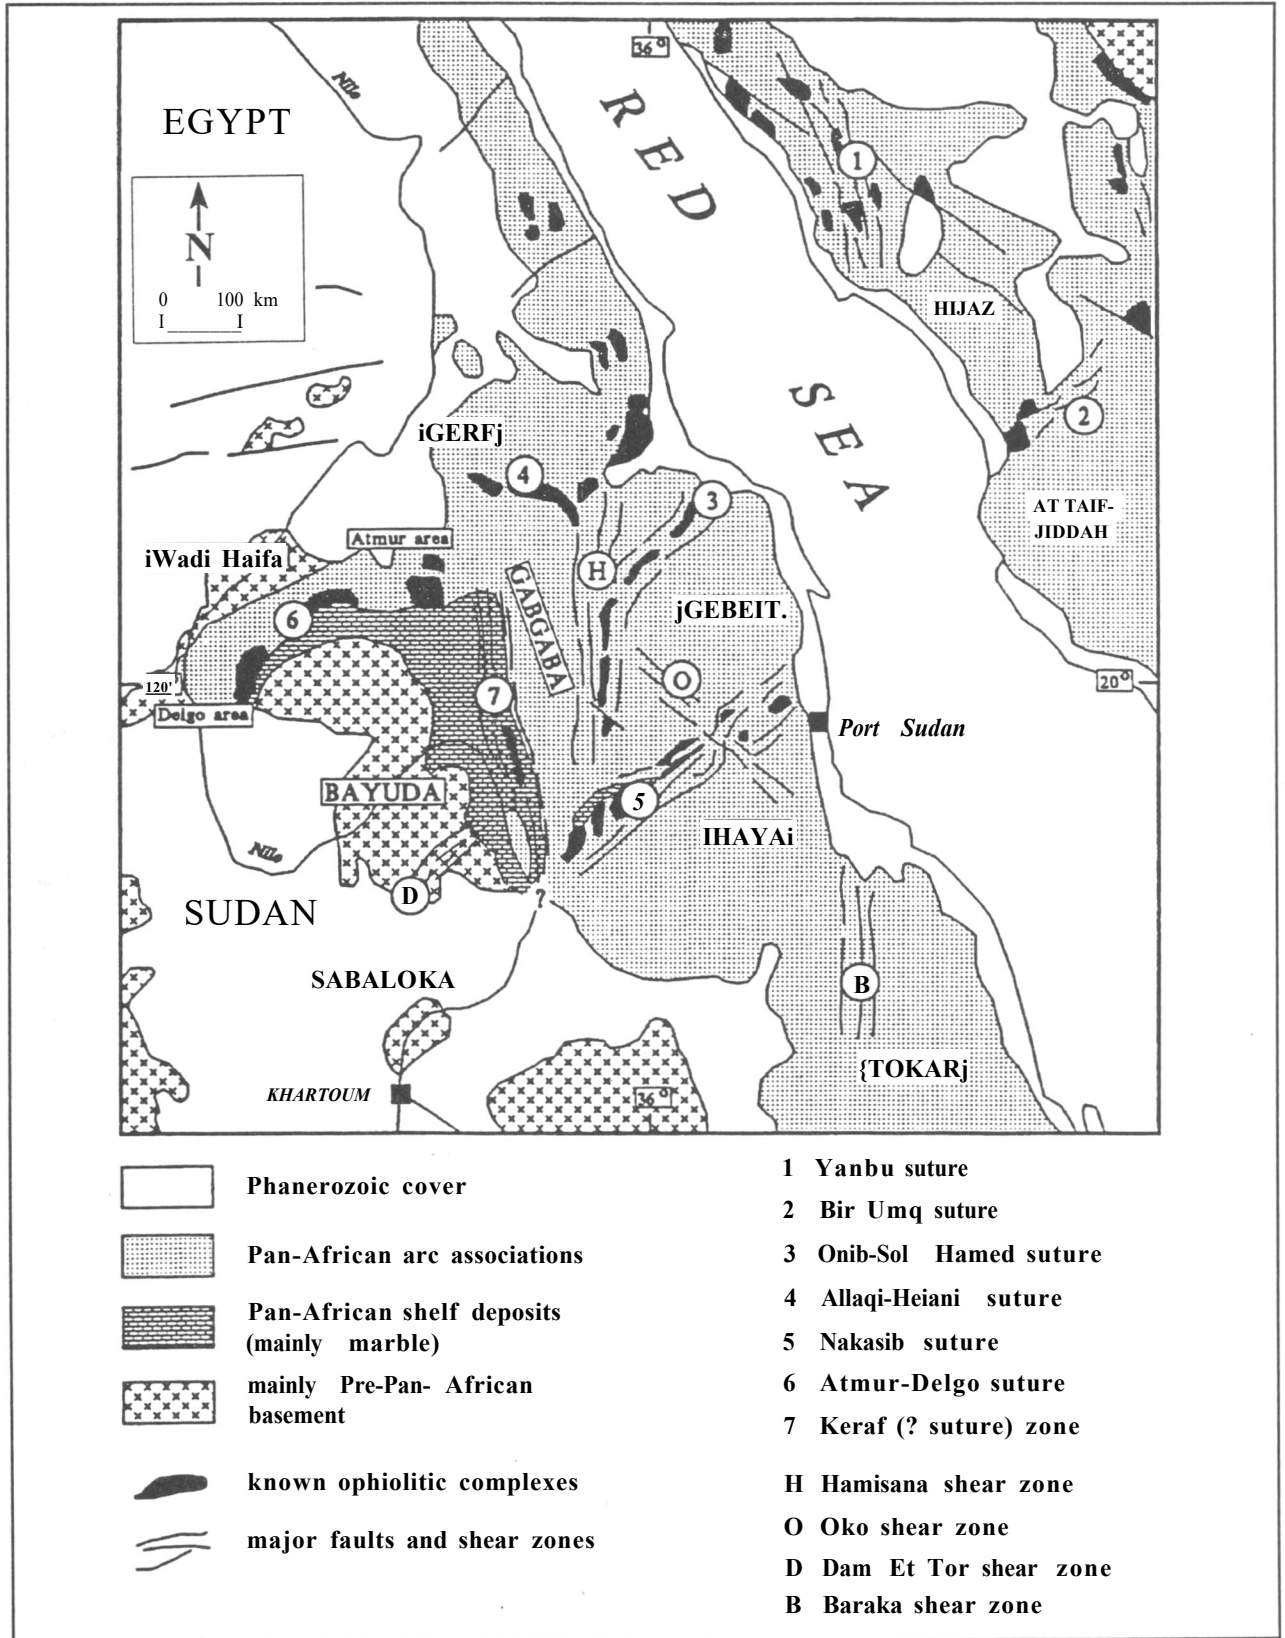 36°
Nile
RED
EGYPT
1
N
0 100 km
I_______I
HIJAZ
SEA
2
iGERFj
4
3
AT TAIF-
JIDDAH
Atmur area
iWadi Haifa
H
GABGABA
jGEBEIT.
6
O
120'
20°
7
Delgo area
Port Sudan
BAYUDA
5
IHAYAi
Nile
D
?
SUDAN
SABALOKA
B
{TOKARj
KHARTOUM
36°
Phanerozoic cover
Pan-African arc associations
Pan-African shelf deposits
(mainly marble)
mainly Pre-Pan- African
basement
known ophiolitic complexes
major faults and shear zones
1 Yanbu suture
2 Bir Umq suture
3 Onib-Sol Hamed suture
4 Allaqi-Heiani suture
5 Nakasib suture
6 Atmur-Delgo suture
7 Keraf (? suture) zone
H Hamisana shear zone
O Oko shear zone
D Dam Et Tor shear zone
B Baraka shear zone